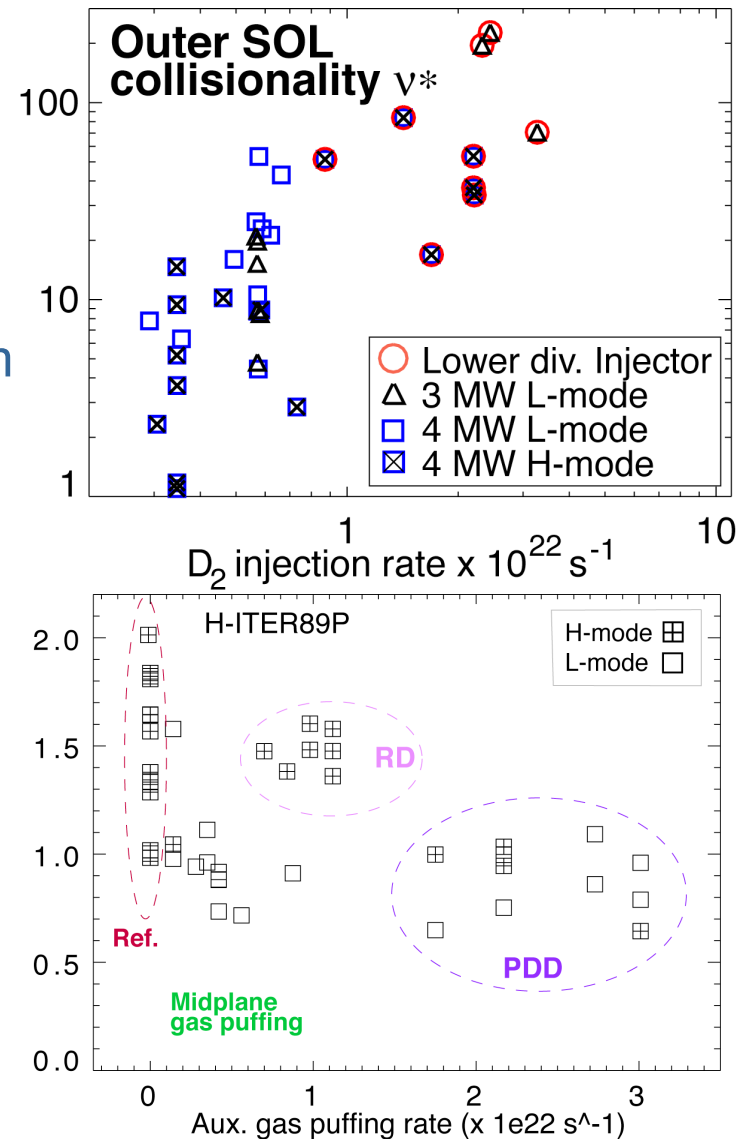 Outer SOL
collisionality ν*
100
10
1
n
Lower div. Injector
3 MW L-mode
4 MW L-mode
4 MW H-mode
1 10
D₂ injection rate x 10²² s⁻¹
H-ITER89P
H-mode
L-mode
2.0
1.5
RD
1.0
Ref.
PDD
0.5
Midplane
gas puffing
0.0
0 1 2 3
Aux. gas puffing rate (x 1e22 s^-1)